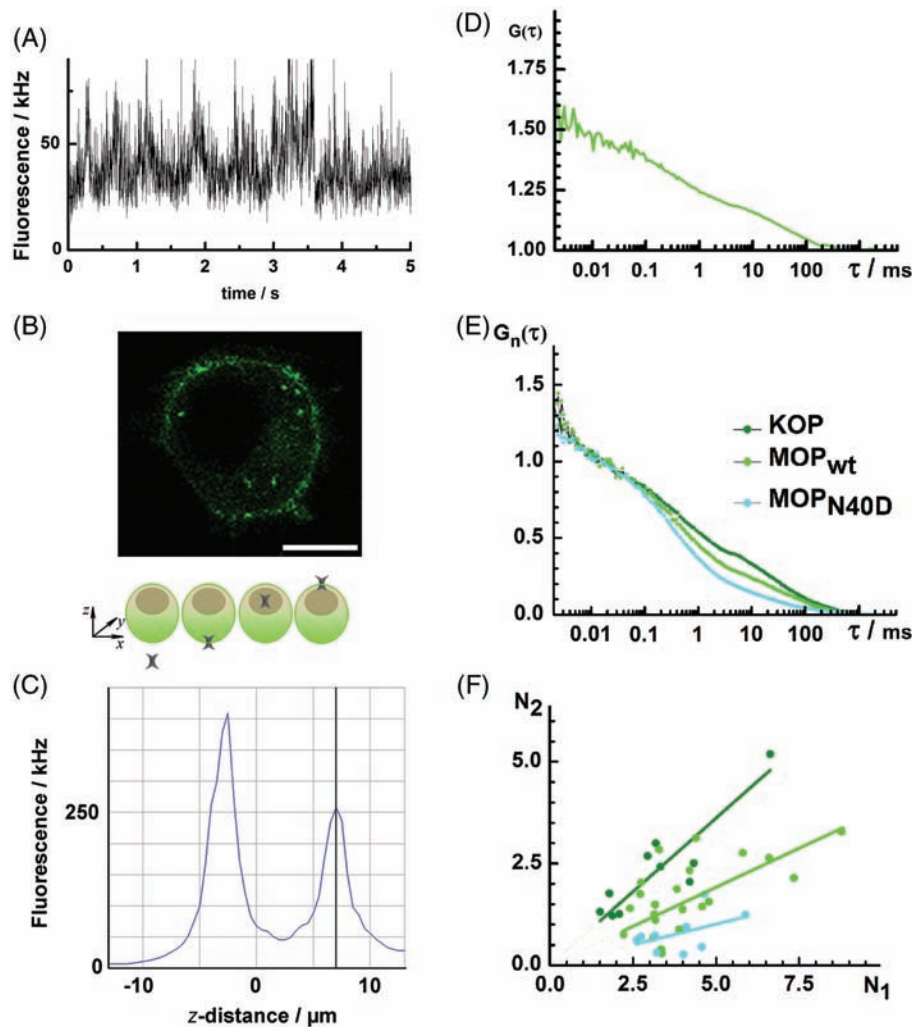 (A)
Fluorescence / kHz
50
0
0 1 2 3 4 5
time / s
(B)
z
y
x
(C)
Fluorescence / kHz
250
0
-10 0 10
z-distance / µm
(D)
G(τ)
1.75
1.50
1.25
1.00
0.01 0.1 1 10 100 τ / ms
(E)
Gn(τ)
1.5
1.0
0.5
0.0
KOP
MOPwt
MOPN40D
0.01 0.1 1 10 100 τ / ms
(F)
N2
5.0
2.5
0.0
0.0 2.5 5.0 7.5 N1